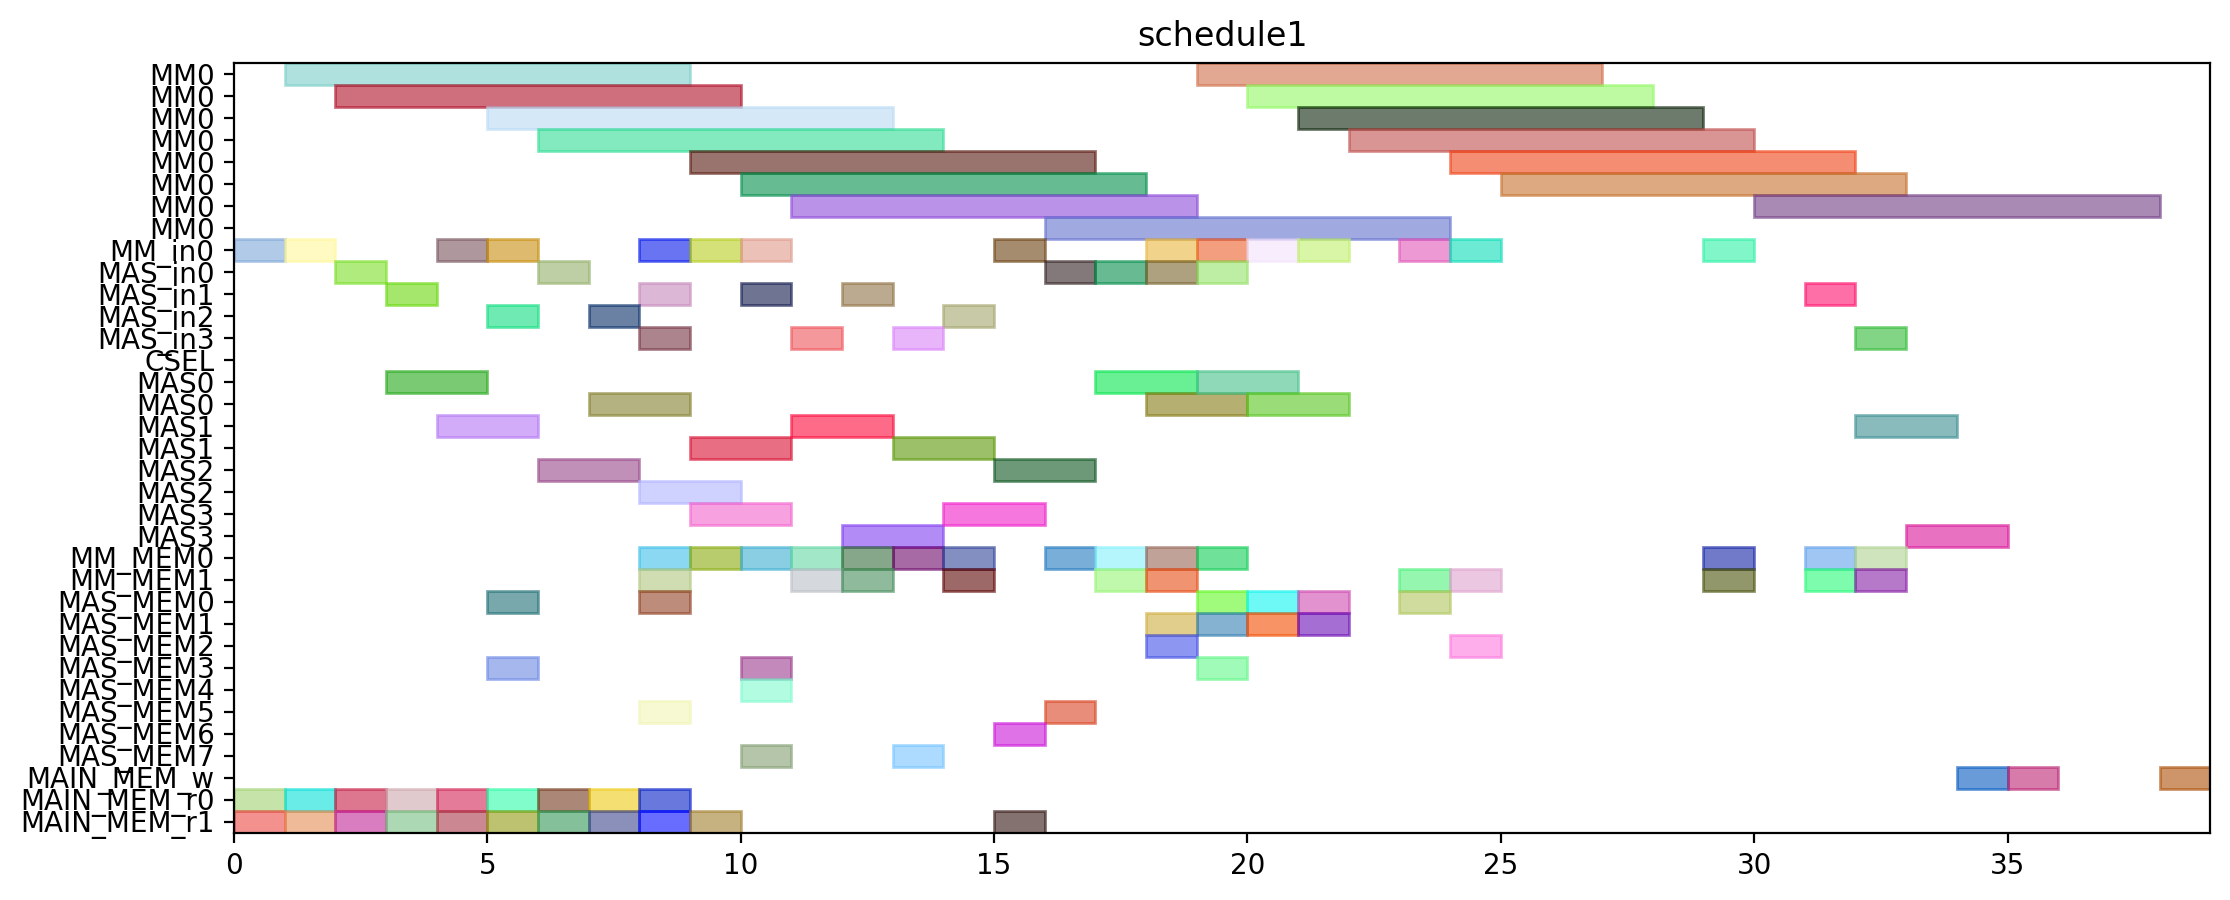 schedule1
MM0
MM0
MM0
MM0
MM0
MM0
MM0
MM0
MM_in0
MAS_in0
MAS_in1
MAS_in2
MAS_in3
CSEL
MAS0
MAS0
MAS1
MAS1
MAS2
MAS2
MAS3
MAS3
MM_MEM0
MM_MEM1
MAS_MEM0
MAS_MEM1
MAS_MEM2
MAS_MEM3
MAS_MEM4
MAS_MEM5
MAS_MEM6
MAS_MEM7
MAIN_MEM_w
MAIN_MEM_r0
MAIN_MEM_r1
0 5 10 15 20 25 30 35